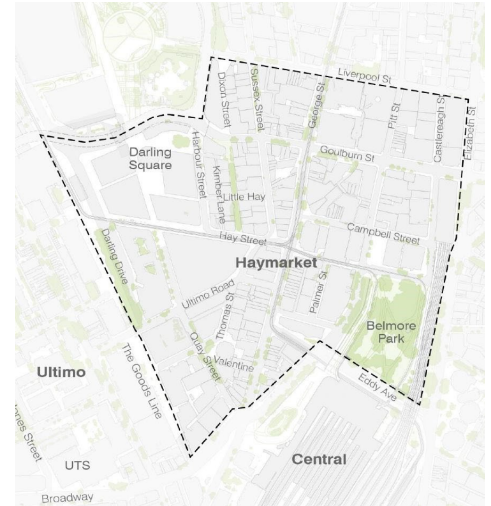 Liverpool St
Dixon Street
Sussex Street
George St
Pitt St
Castlereagh St
Elizabeth St
Goulburn St
Darling
Square
Harbour Street
Kimber Lane
Little Hay
Hay Street
Campbell Street
Haymarket
Darling Drive
Ultimo Road
Thomas St
Palmer St
Belmore
Park
Quay Street
Valentine
The Goods Line
Eddy Ave
Ultimo
Jones Street
UTS
Central
Broadway